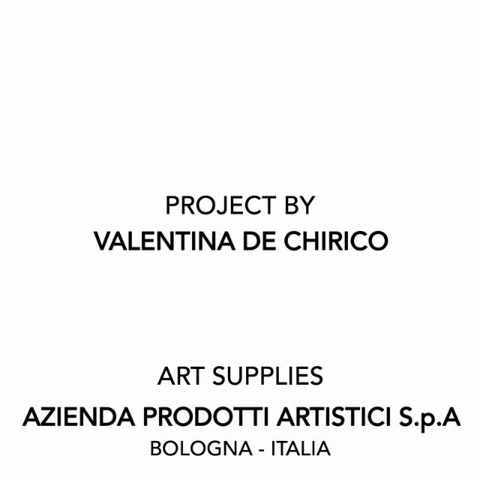 PROJECT BY
VALENTINA DE CHIRICO
ART SUPPLIES
AZIENDA PRODOTTI ARTISTICI S.p.A
BOLOGNA - ITALIA